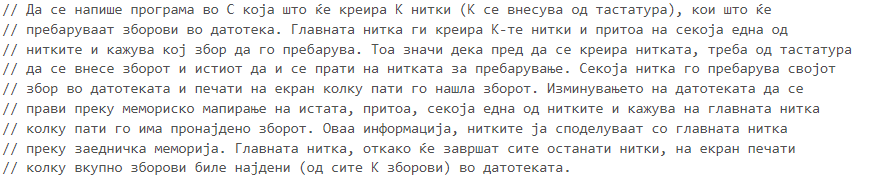 // Да се напише програма во C која што ќе креира K нитки (K се внесува од тастатура), кои што ќе
// пребаруваат зборови во датотека. Главната нитка ги креира K-те нитки и притоа на секоја една од
// нитките и кажува кој збор да го пребарува. Тоа значи дека пред да се креира нитката, треба од тастатура
// да се внесе зборот и истиот да и се прати на нитката за пребарување. Секоја нитка го пребарува својот
// збор во датотеката и печати на екран колку пати го нашла зборот. Изминувањето на датотеката да се
// прави преку мемориско мапирање на истата, притоа, секоја една од нитките и кажува на главната нитка
// колку пати го има пронајдено зборот. Оваа информација, нитките ја споделуваат со главната нитка
// преку заедничка меморија. Главната нитка, откако ќе завршат сите останати нитки, на екран печати
// колку вкупно зборови биле најдени (од сите K зборови) во датотеката.